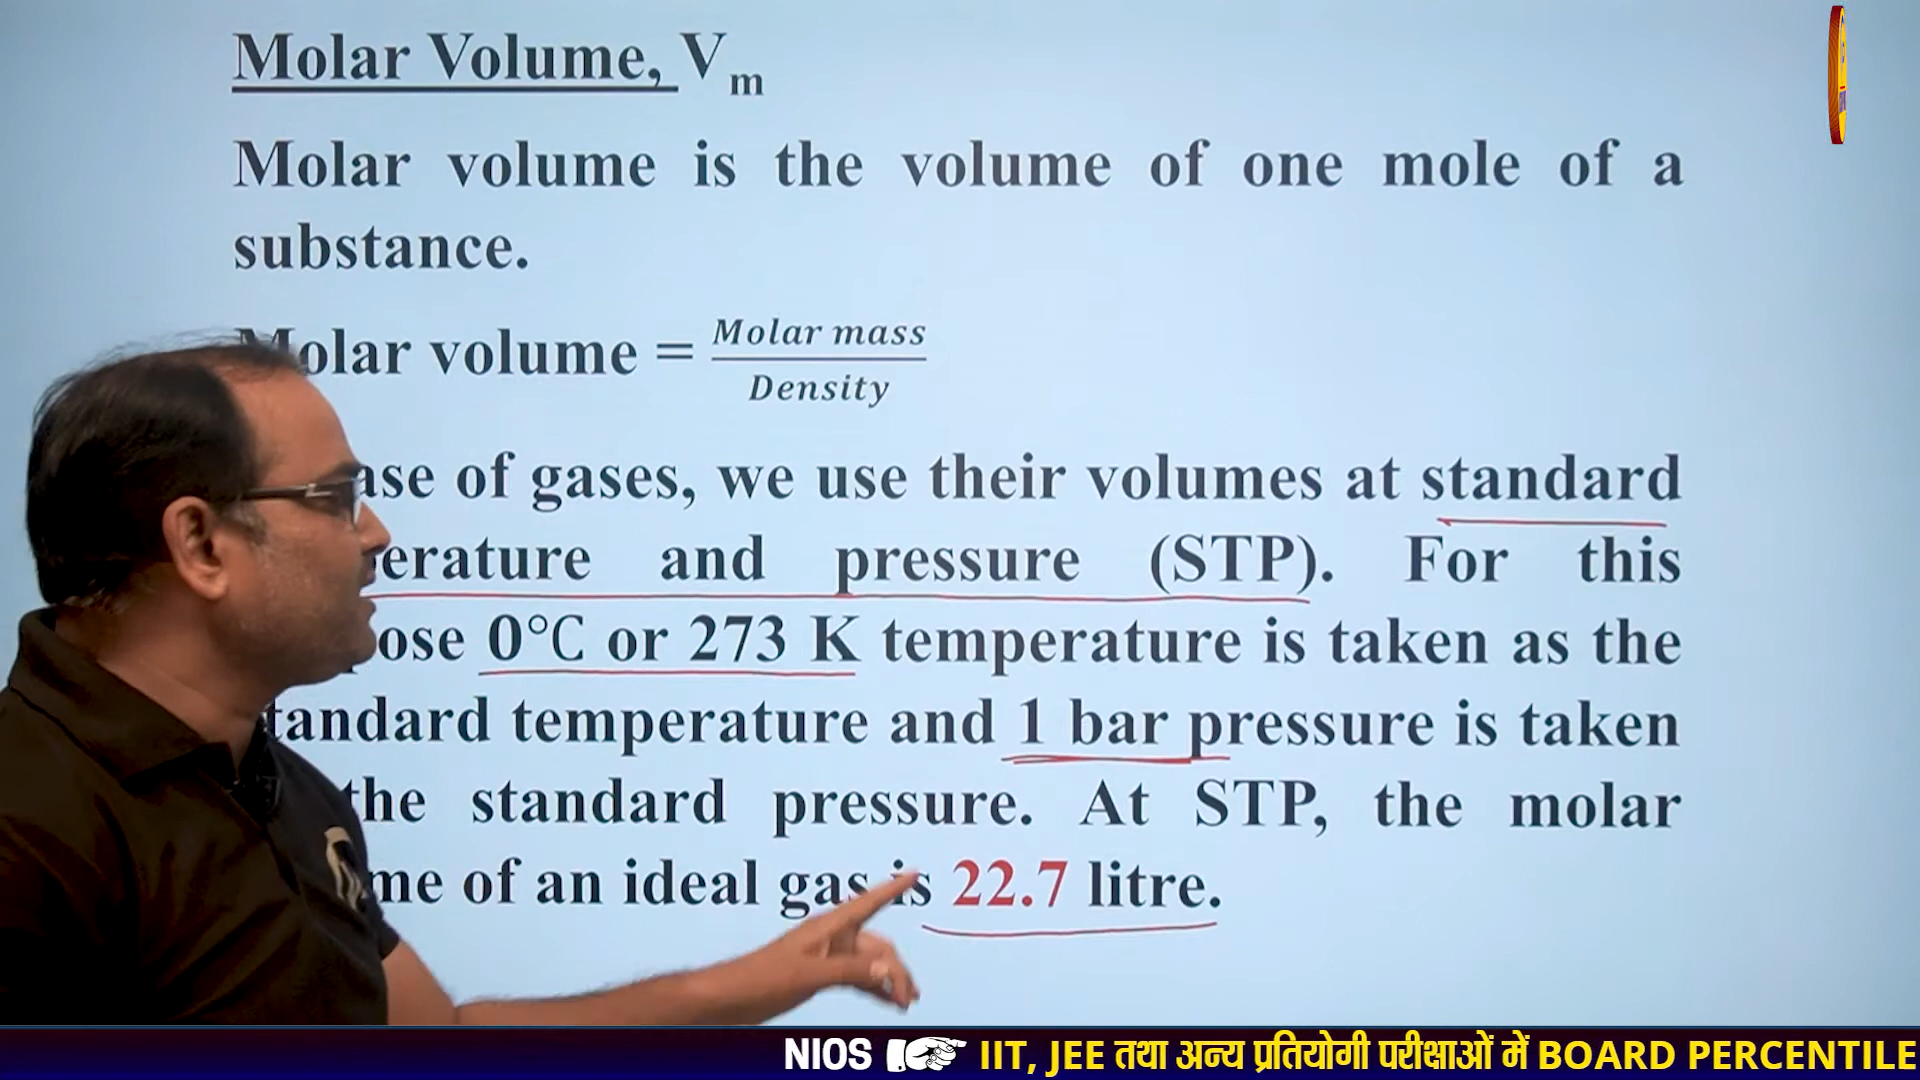 Molar Volume, Vm
Molar volume is the volume of one mole of a
substance.
olar volume = Molar mass
Density
ase of gases, we use their volumes at standard
erature and pressure (STP). For this
ose 0°C or 273 K temperature is taken as the
tandard temperature and 1 bar pressure is taken
the standard pressure. At STP, the molar
me of an ideal gas is 22.7 litre.
NIOS IIT, JEE तथा अन्य प्रतियोगी परीक्षाओं में BOARD PERCENTILE